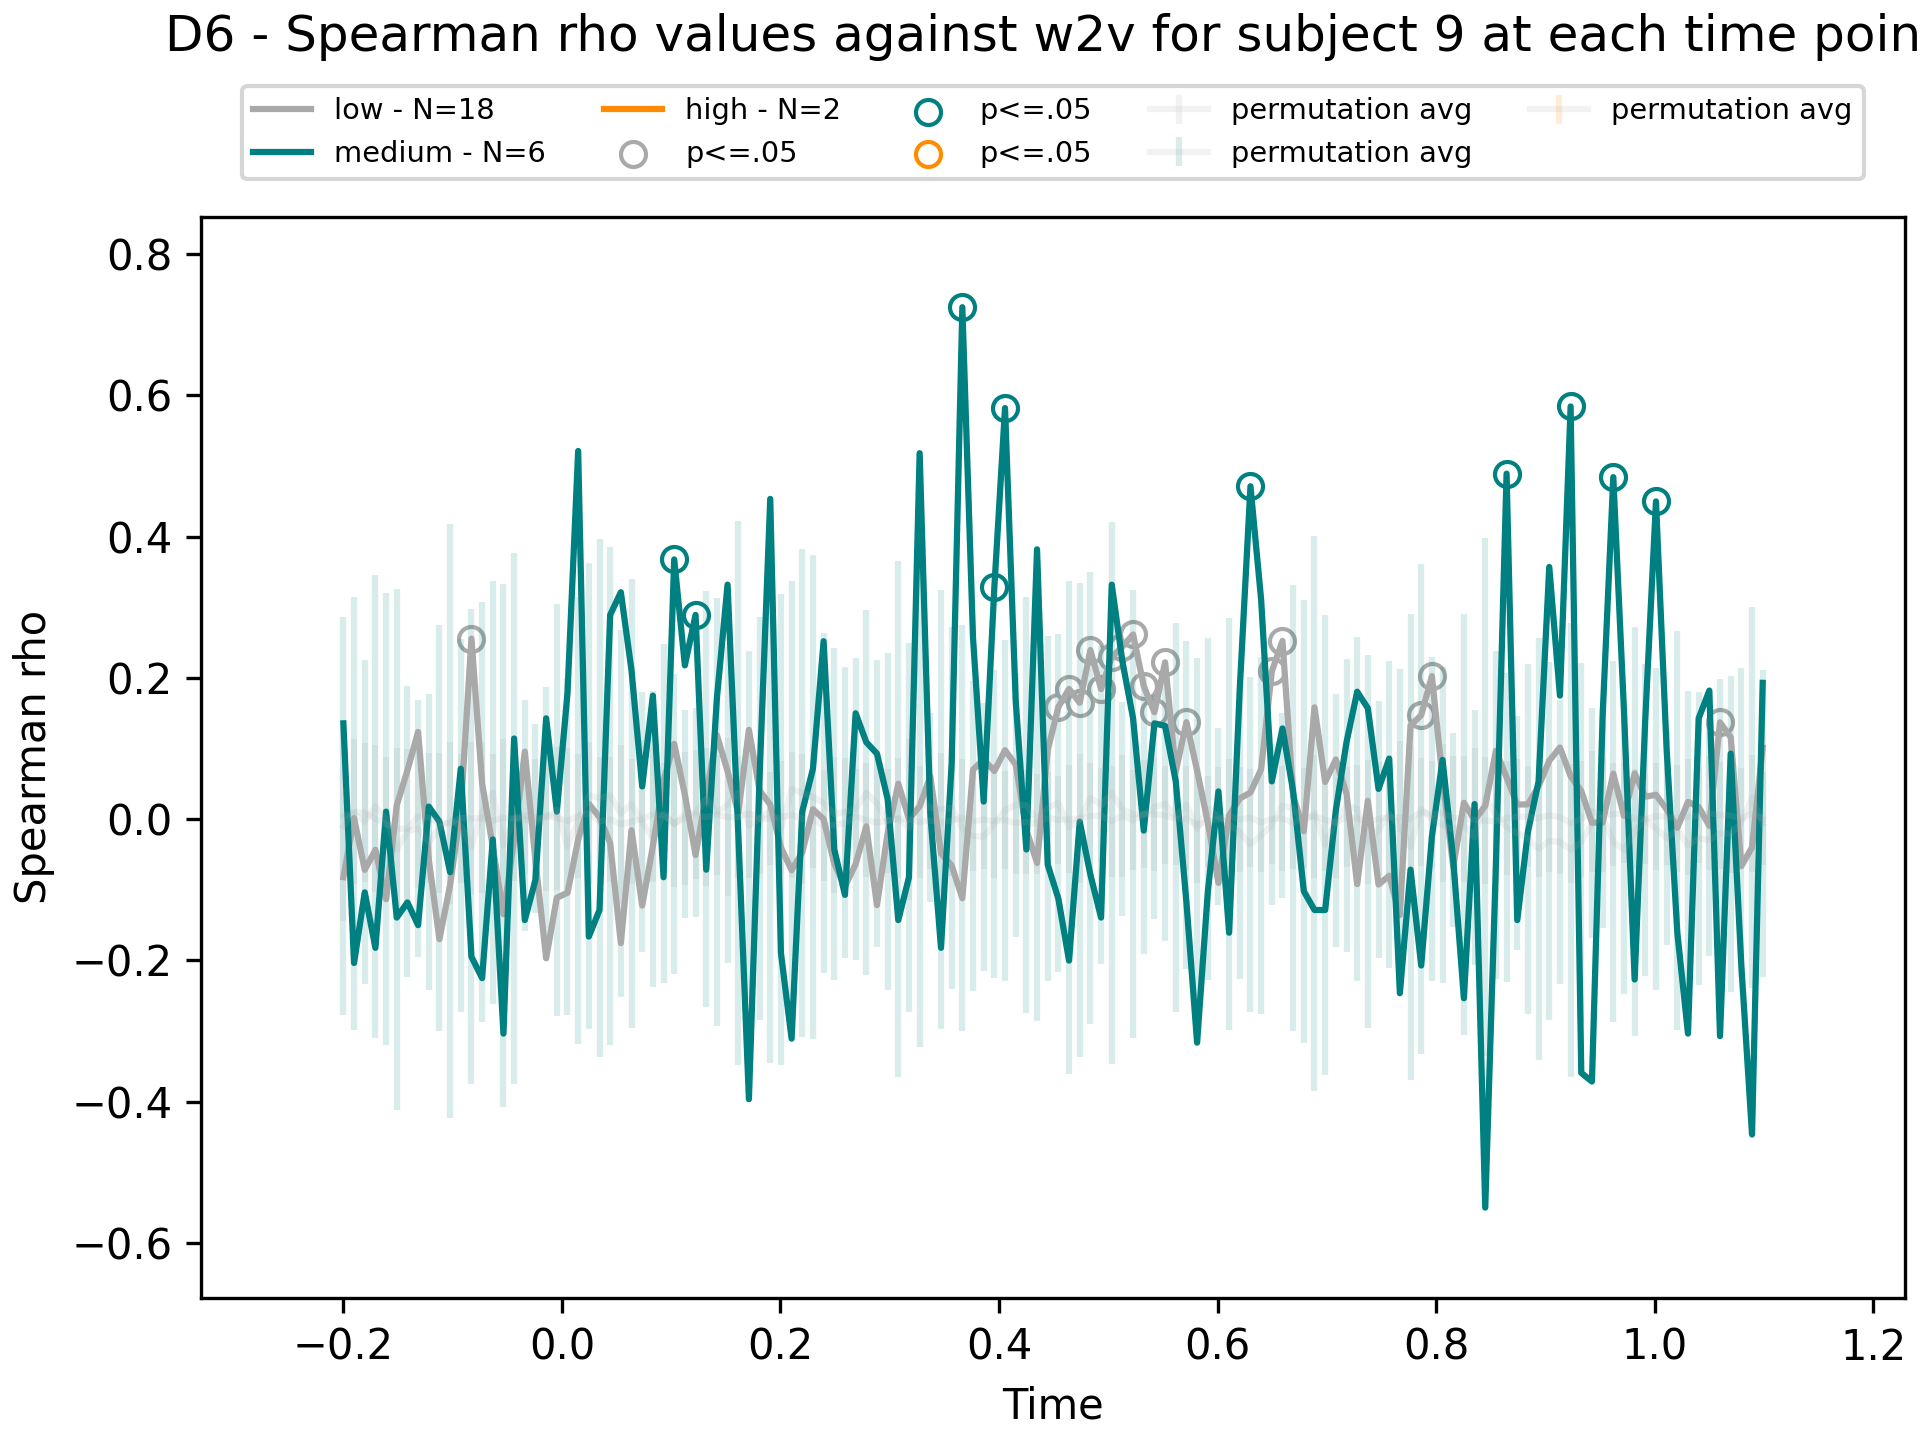 D6 - Spearman rho values against w2v for subject 9 at each time poin
low - N=18
medium - N=6
high - N=2
p<=.05
p<=.05
p<=.05
permutation avg
permutation avg
permutation avg
Spearman rho
0.8
0.6
0.4
0.2
0.0
−0.2
−0.4
−0.6
−0.2 0.0 0.2 0.4 0.6 0.8 1.0 1.2
Time